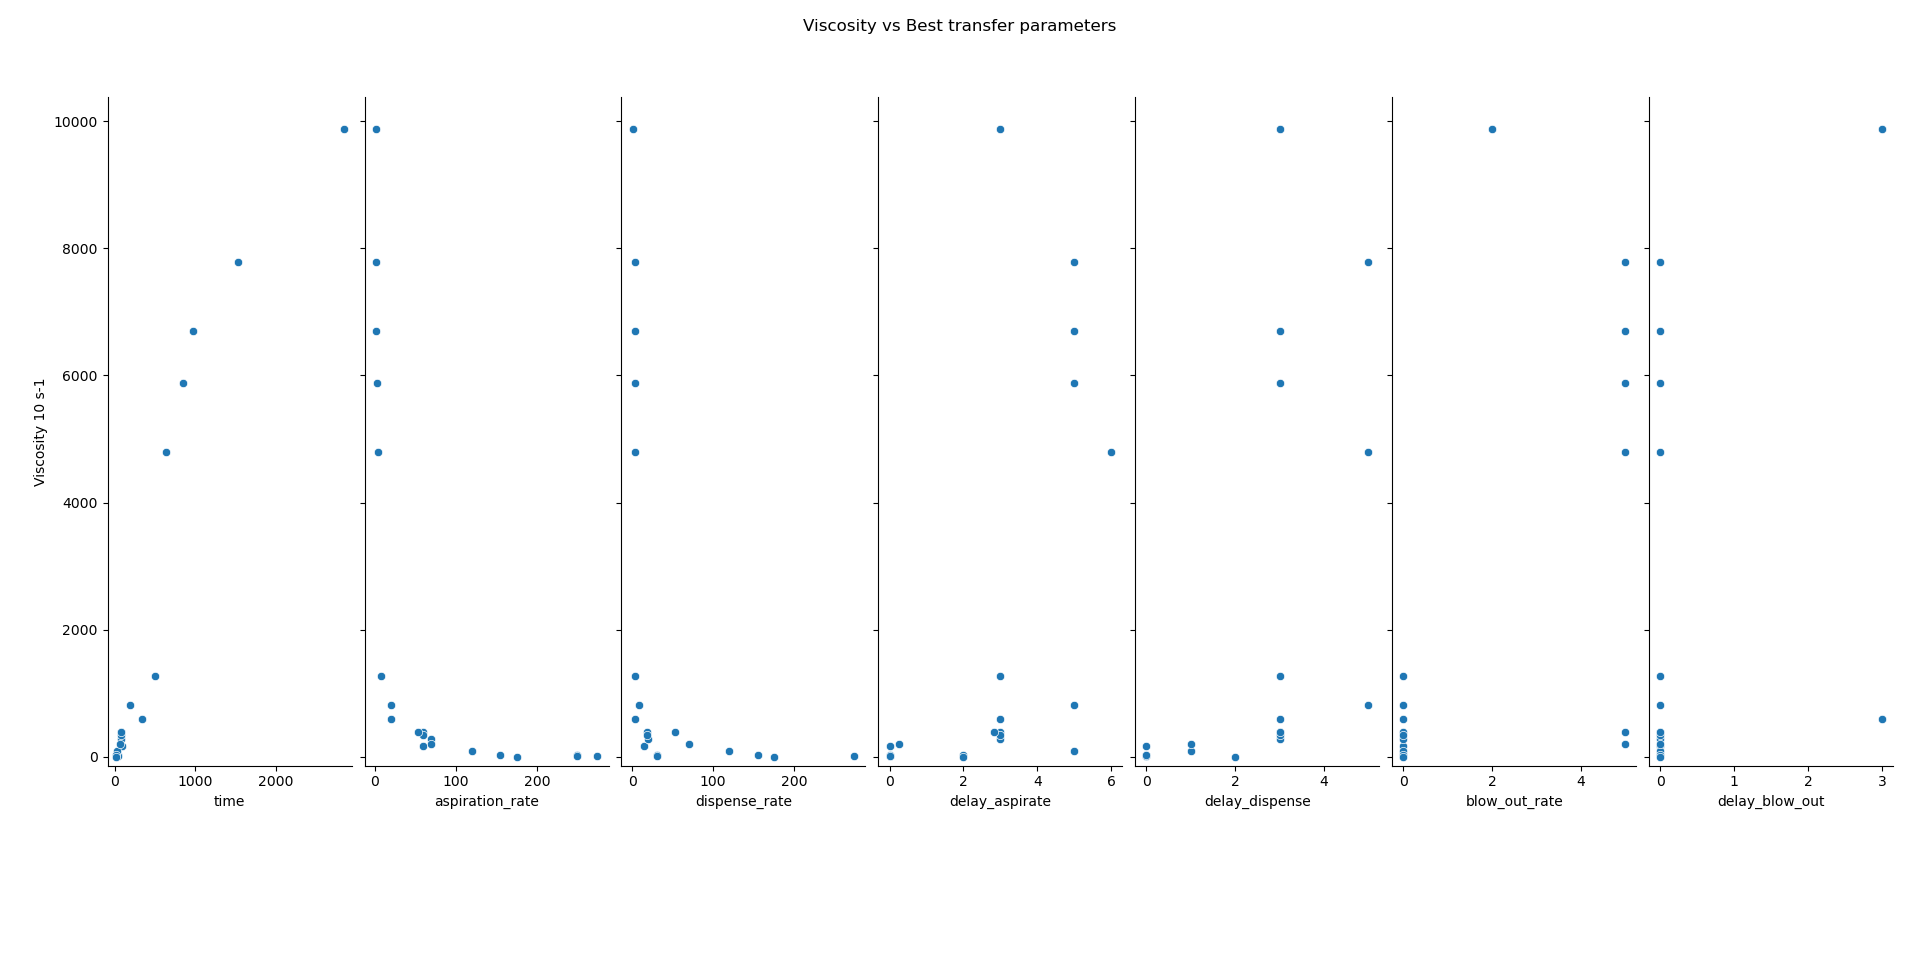 Viscosity vs Best transfer parameters
10000
8000
6000
4000
2000
0
Viscosity 10 s-1
0 1000 2000
time
0 100 200
aspiration_rate
0 100 200
dispense_rate
0 2 4 6
delay_aspirate
0 2 4
delay_dispense
0 2 4
blow_out_rate
0 1 2 3
delay_blow_out